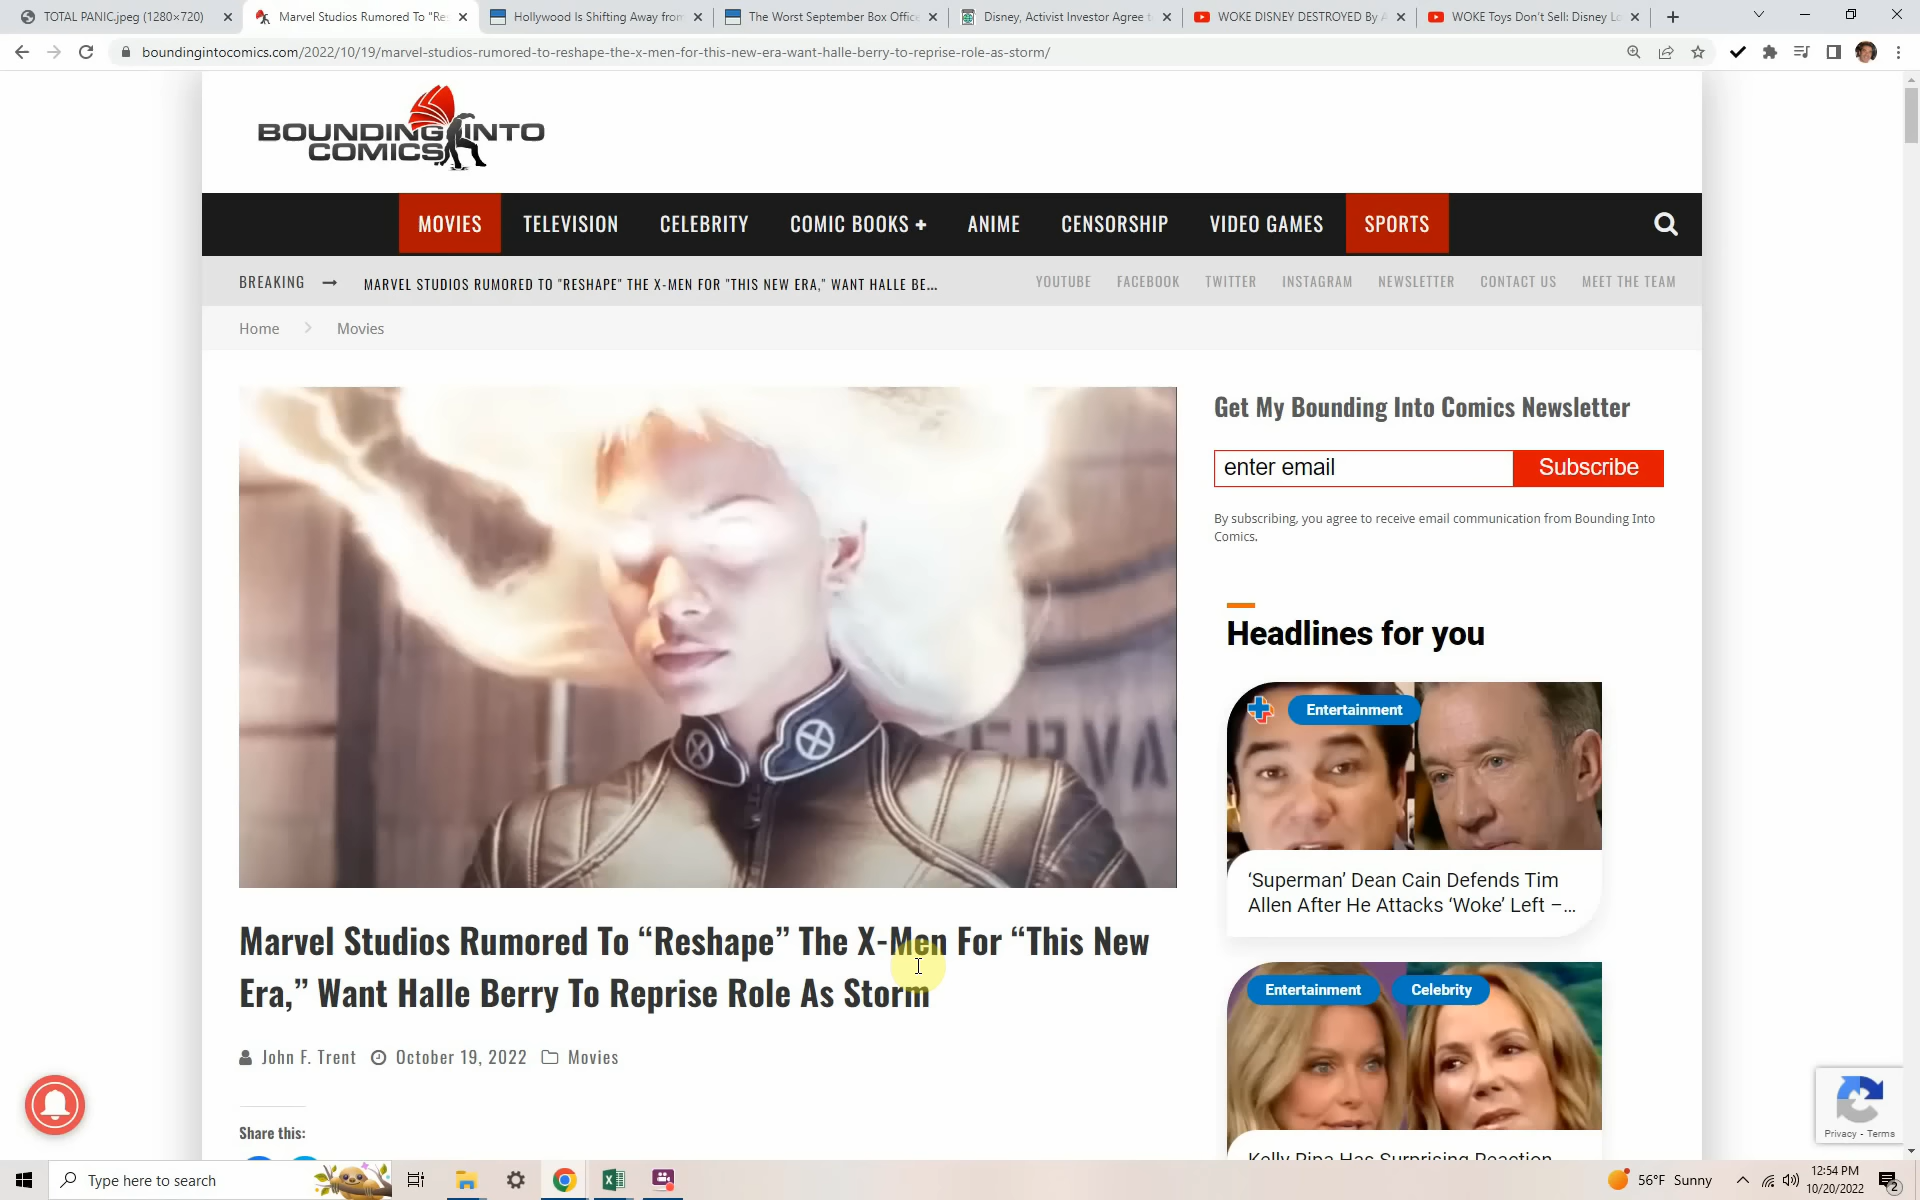 TOTAL PANIC.jpeg (1280×720)
Marvel Studios Rumored To "Re
Hollywood Is Shifting Away fron
The Worst September Box Office
Disney, Activist Investor Agree t
WOKE DISNEY DESTROYED By A
WOKE Toys Don't Sell: Disney Lo
boundingintocomics.com/2022/10/19/marvel-studios-rumored-to-reshape-the-x-men-for-this-new-era-want-halle-berry-to-reprise-role-as-storm/
BOUNDING INTO
COMICS
MOVIES TELEVISION CELEBRITY COMIC BOOKS + ANIME CENSORSHIP VIDEO GAMES SPORTS
BREAKING → MARVEL STUDIOS RUMORED TO "RESHAPE" THE X-MEN FOR "THIS NEW ERA," WANT HALLE BE...
YOUTUBE FACEBOOK TWITTER INSTAGRAM NEWSLETTER CONTACT US MEET THE TEAM
Home > Movies
Get My Bounding Into Comics Newsletter
enter email Subscribe
By subscribing, you agree to receive email communication from Bounding Into
Comics.
Headlines for you
Entertainment
‘Superman’ Dean Cain Defends Tim
Allen After He Attacks ‘Woke’ Left –...
Entertainment Celebrity
Kelly Ripa Has Surprising Reaction
Marvel Studios Rumored To “Reshape” The X-Men For “This New
Era,” Want Halle Berry To Reprise Role As Storm
John F. Trent October 19, 2022 Movies
Share this:
Privacy - Terms
Type here to search
56°F Sunny
12:54 PM
10/20/2022
2